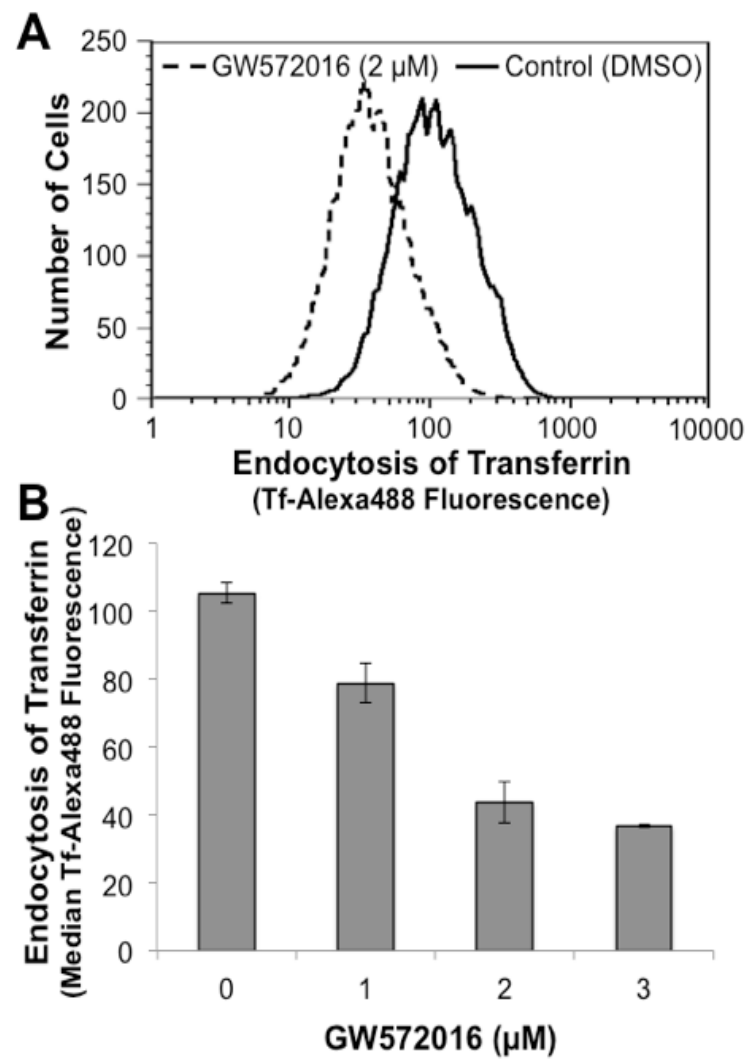 A
GW572016 (2 µM) Control (DMSO)
Number of Cells
250
200
150
100
50
0
1 10 100 1000 10000
Endocytosis of Transferrin
(Tf-Alexa488 Fluorescence)
B
Endocytosis of Transferrin
(Median Tf-Alexa488 Fluorescence)
120
100
80
60
40
20
0
0 1 2 3
GW572016 (µM)